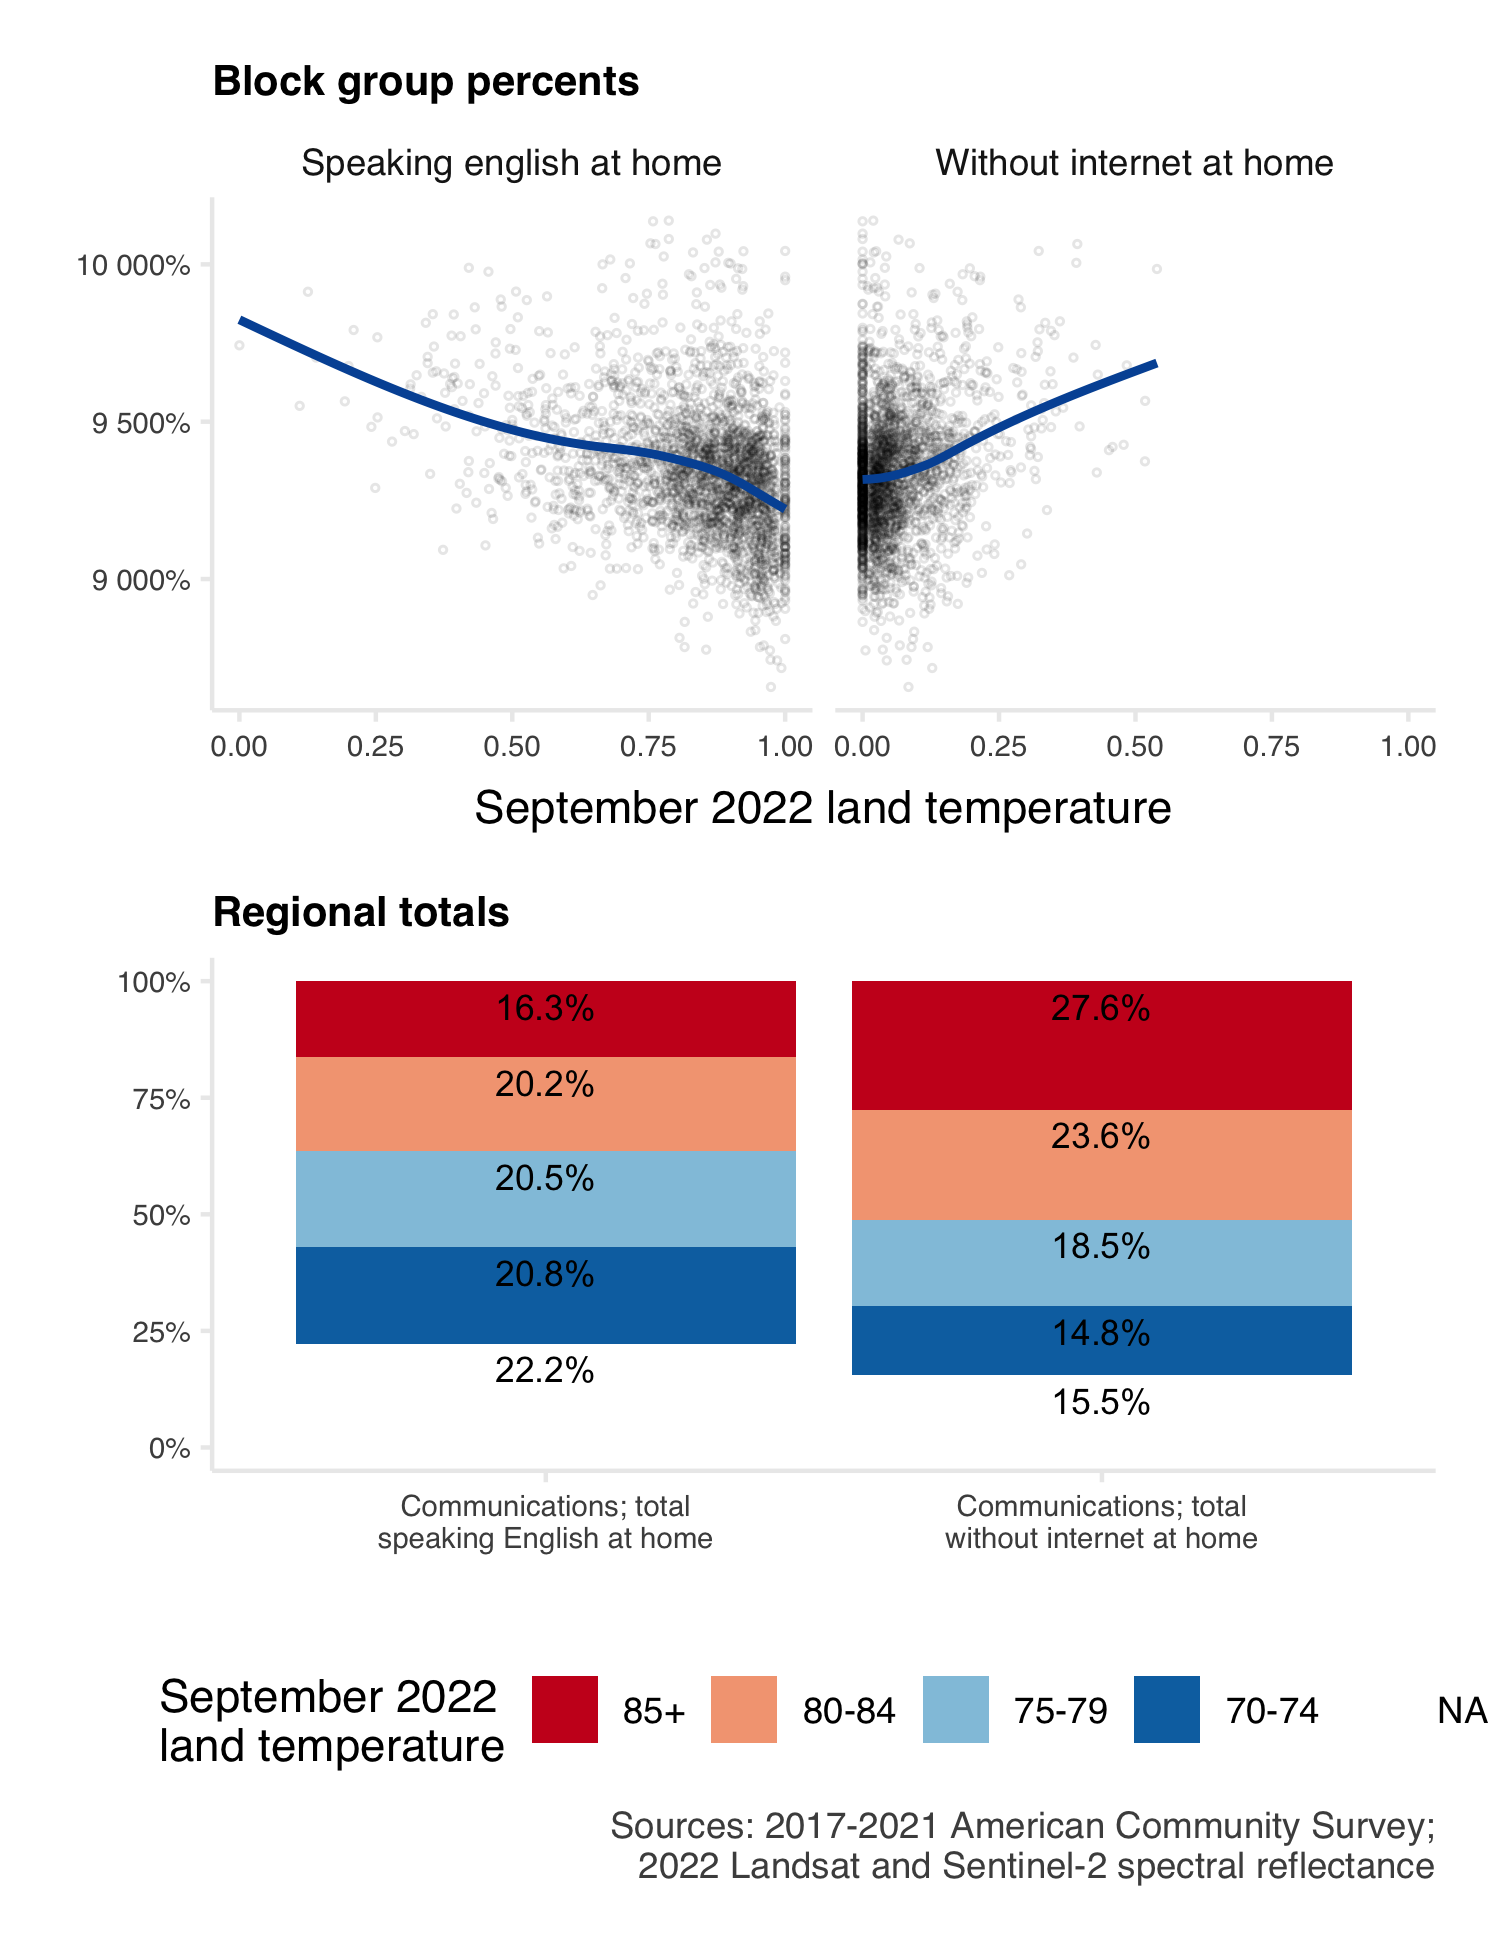 Block group percents
Speaking english at home
Without internet at home
10 000%
9 500%
9 000%
0.00 0.25 0.50 0.75 1.00
0.00 0.25 0.50 0.75 1.00
September 2022 land temperature
Regional totals
100%
75%
50%
25%
0%
16.3%
20.2%
20.5%
20.8%
22.2%
27.6%
23.6%
18.5%
14.8%
15.5%
Communications; total
speaking English at home
Communications; total
without internet at home
September 2022
land temperature
85+ 80-84 75-79 70-74 NA
Sources: 2017-2021 American Community Survey;
2022 Landsat and Sentinel-2 spectral reflectance